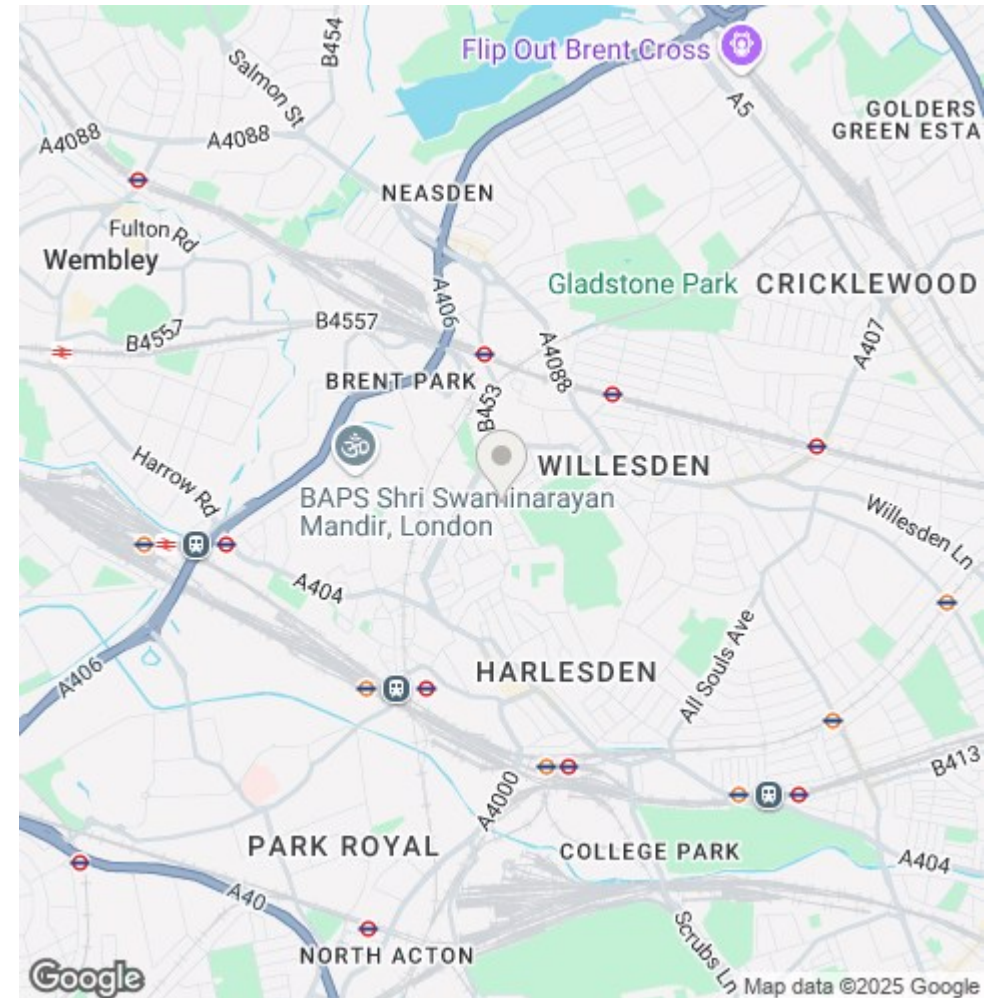 B454
Flip Out Brent Cross
Salmon St
A5
GOLDERS
GREEN ESTA
A4088
A4088
NEASDEN
Fulton Rd
Wembley
Gladstone Park
CRICKLEWOOD
A406
B4557
B4557
A4088
A407
BRENT PARK
B453
Harrow Rd
WILLESDEN
BAPS Shri Swaminarayan
Mandir, London
Willesden Ln
A404
All Souls Ave
A406
HARLESDEN
B413
A4000
PARK ROYAL
COLLEGE PARK
A404
A40
Scrubs Ln
NORTH ACTON
Google
Map data ©2025 Google